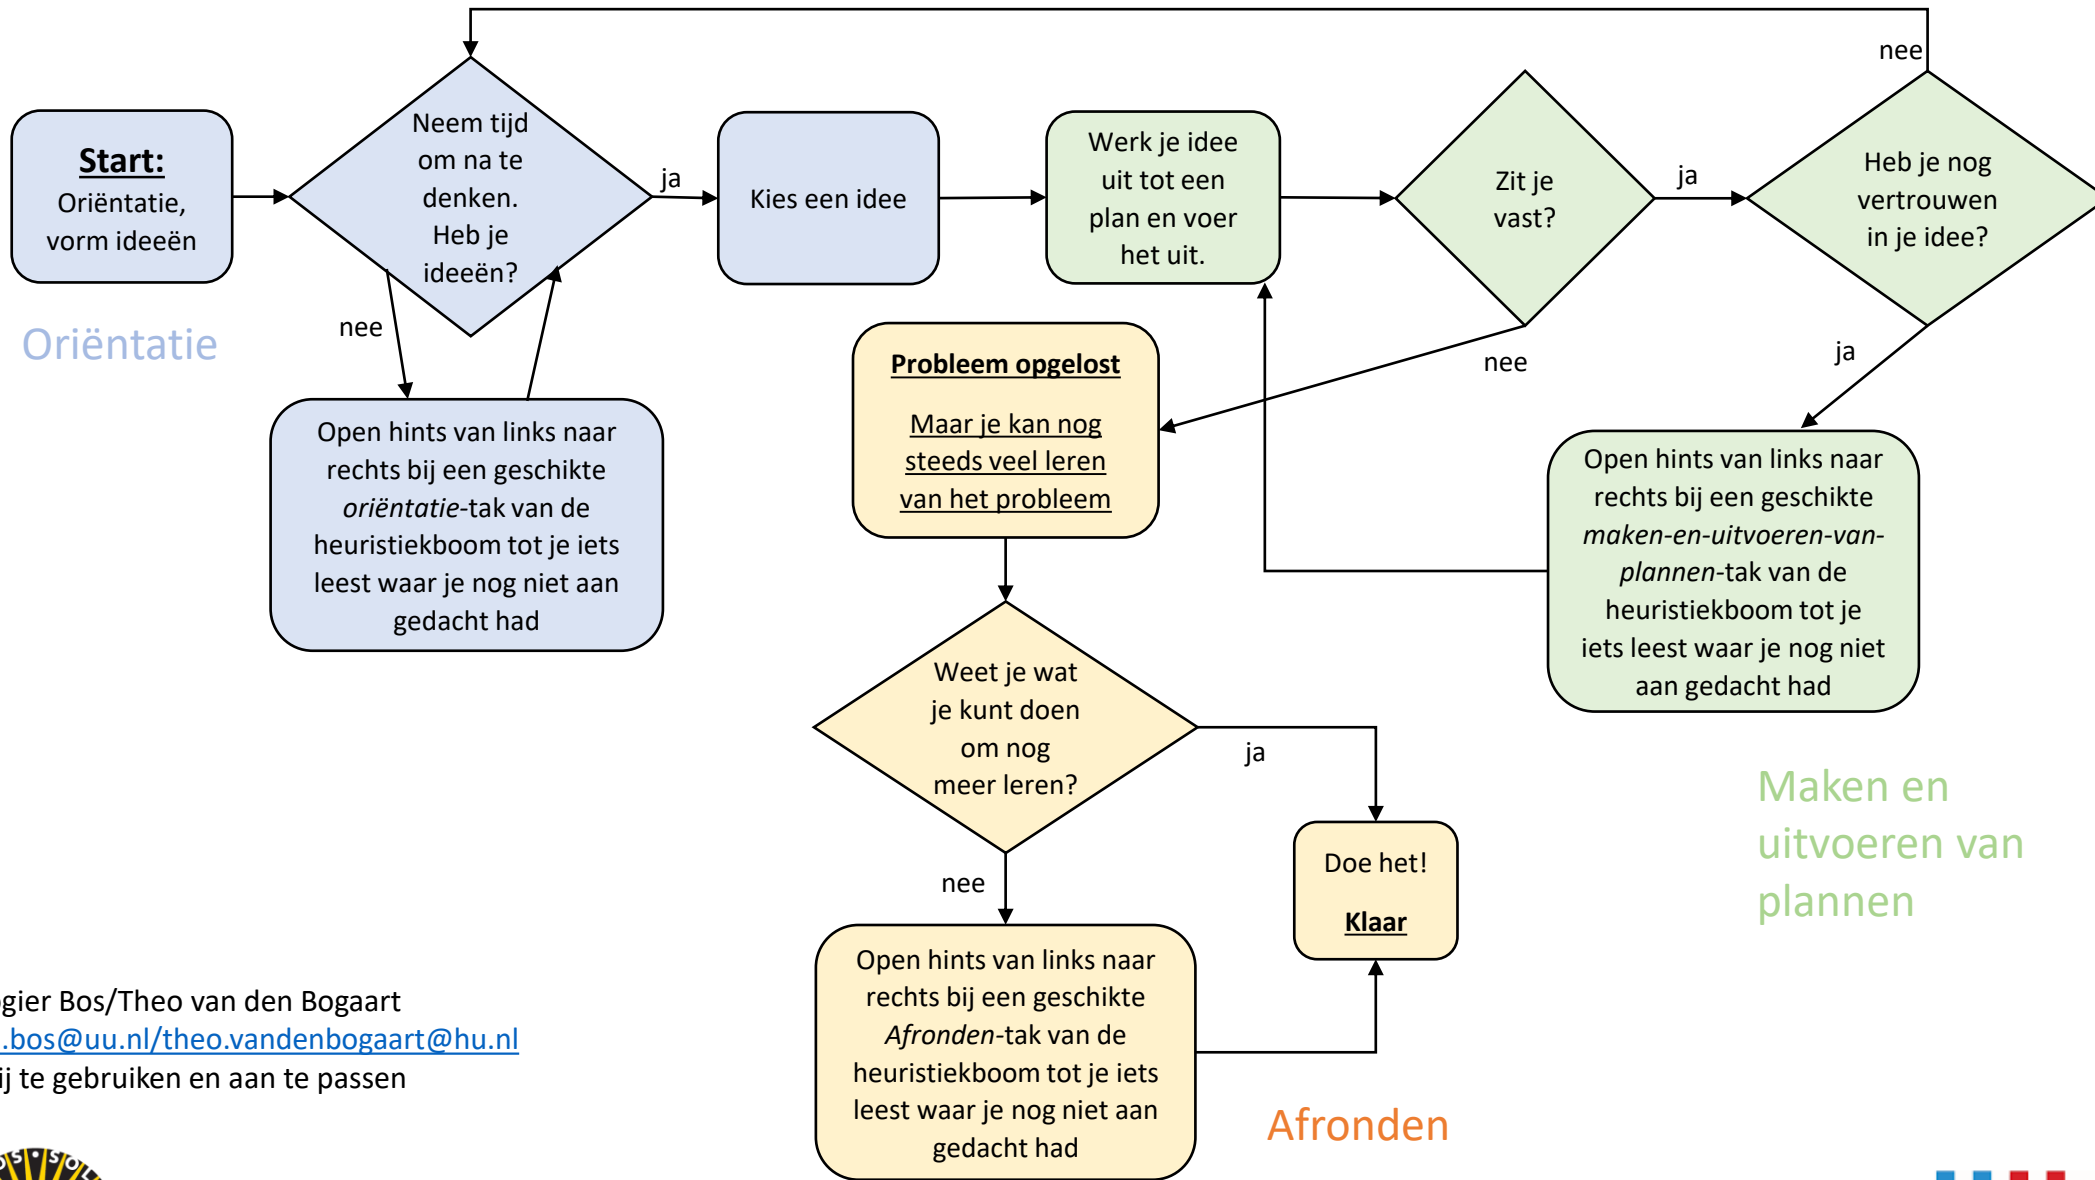 Start:
Oriëntatie,
vorm ideeën
Neem tijd
om na te
denken.
Heb je
ideeën?
ja
nee
Kies een idee
Werk je idee
uit tot een
plan en voer
het uit.
Zit je
vast?
ja
nee
Heb je nog
vertrouwen
in je idee?
nee
ja
Oriëntatie
Open hints van links naar
rechts bij een geschikte
oriëntatie-tak van de
heuristiekboom tot je iets
leest waar je nog niet aan
gedacht had
Probleem opgelost
Maar je kan nog
steeds veel leren
van het probleem
Open hints van links naar
rechts bij een geschikte
maken-en-uitvoeren-van-
plannen-tak van de
heuristiekboom tot je
iets leest waar je nog niet
aan gedacht had
Weet je wat
je kunt doen
om nog
meer leren?
ja
nee
Maken en
uitvoeren van
plannen
Doe het!
Klaar
Open hints van links naar
rechts bij een geschikte
Afronden-tak van de
heuristiekboom tot je iets
leest waar je nog niet aan
gedacht had
Afronden
ogier Bos/Theo van den Bogaart
.bos@uu.nl/theo.vandenbogaart@hu.nl
ij te gebruiken en aan te passen